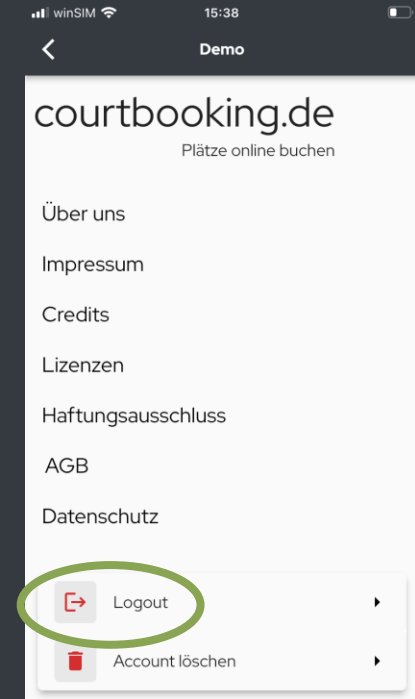 winSIM 15:38
Demo
courtbooking.de
Plätze online buchen
Über uns
Impressum
Credits
Lizenzen
Haftungsausschluss
AGB
Datenschutz
Logout
Account löschen